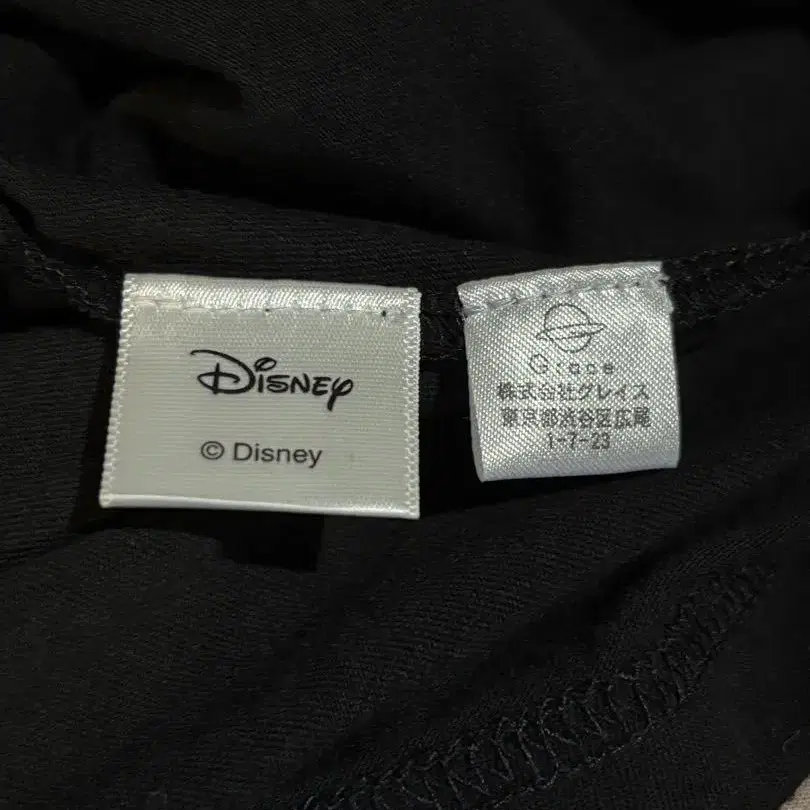 Disney
© Disney
Grace
株式会社グレイス
東京都渋谷区広尾
1-7-23